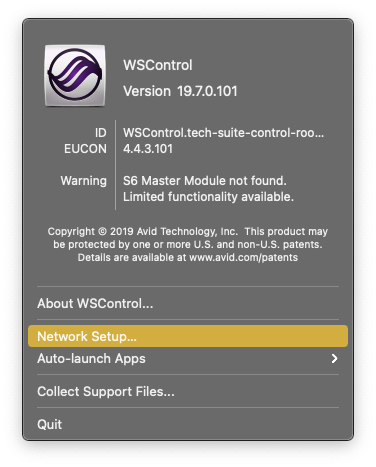 WSControl
Version 19.7.0.101
ID WSControl.tech-suite-control-roo...
EUCON 4.4.3.101
Warning S6 Master Module not found.
Limited functionality available.
Copyright © 2019 Avid Technology, Inc. This product may
be protected by one or more U.S. and non-U.S. patents.
Details are available at www.avid.com/patents
About WSControl...
Network Setup...
Auto-launch Apps
Collect Support Files...
Quit